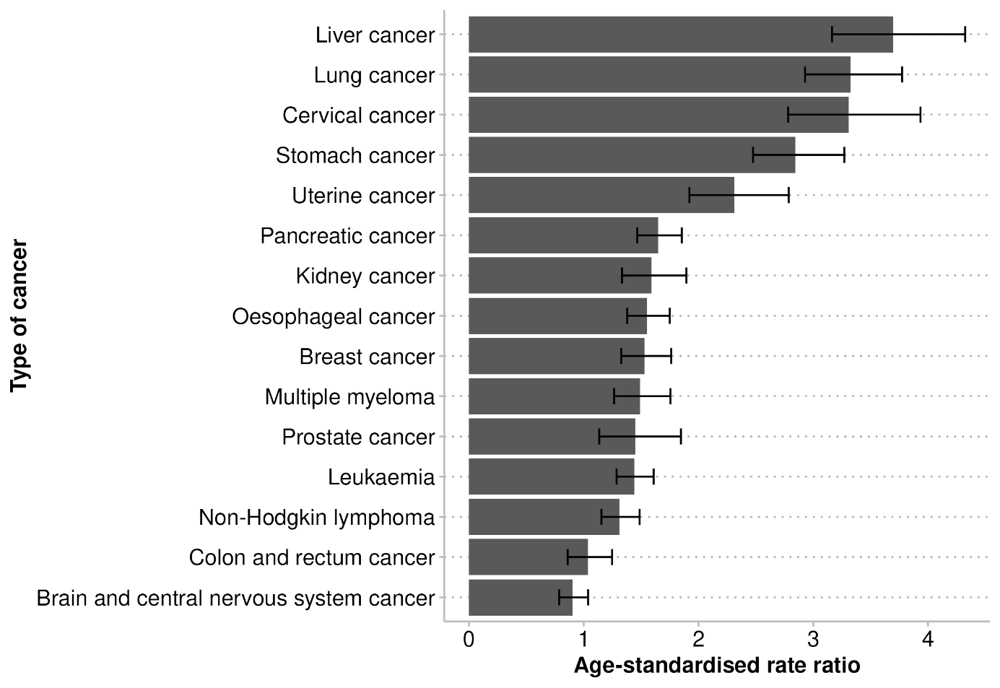 Type of cancer
Liver cancer
Lung cancer
Cervical cancer
Stomach cancer
Uterine cancer
Pancreatic cancer
Kidney cancer
Oesophageal cancer
Breast cancer
Multiple myeloma
Prostate cancer
Leukaemia
Non-Hodgkin lymphoma
Colon and rectum cancer
Brain and central nervous system cancer
0 1 2 3 4
Age-standardised rate ratio